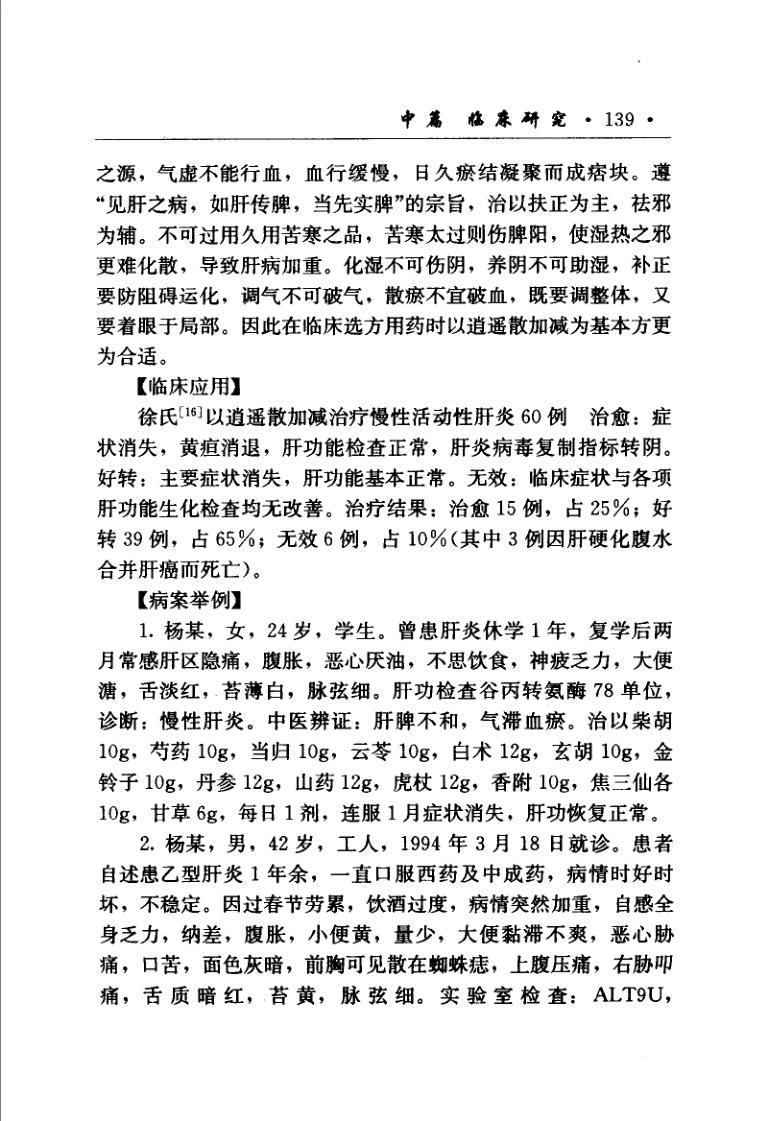 中篇 临床研究 · 139 ·
之源，气虚不能行血，血行缓慢，日久瘀结凝聚而成痞块。遵
“见肝之病，如肝传脾，当先实脾”的宗旨，治以扶正为主，祛邪
为辅。不可过用久用苦寒之品，苦寒太过则伤脾阳，使湿热之邪
更难化散，导致肝病加重。化湿不可伤阴，养阴不可助湿，补正
要防阻碍运化，调气不可破气，散瘀不宜破血，既要调整体，又
要着眼于局部。因此在临床选方用药时以逍遥散加减为基本方更
为合适。
【临床应用】
徐氏[16]以逍遥散加减治疗慢性活动性肝炎 60 例 治愈：症
状消失，黄疸消退，肝功能检查正常，肝炎病毒复制指标转阴。
好转：主要症状消失，肝功能基本正常。无效：临床症状与各项
肝功能生化检查均无改善。治疗结果：治愈 15 例，占 25%；好
转 39 例，占 65%；无效 6 例，占 10%（其中 3 例因肝硬化腹水
合并肝癌而死亡）。
【病案举例】
1. 杨某，女，24 岁，学生。曾患肝炎休学 1 年，复学后两
月常感肝区隐痛，腹胀，恶心厌油，不思饮食，神疲乏力，大便
溏，舌淡红，苔薄白，脉弦细。肝功检查谷丙转氨酶 78 单位，
诊断：慢性肝炎。中医辨证：肝脾不和，气滞血瘀。治以柴胡
10g，芍药 10g，当归 10g，云苓 10g，白术 12g，玄胡 10g，金
铃子 10g，丹参 12g，山药 12g，虎杖 12g，香附 10g，焦三仙各
10g，甘草 6g，每日 1 剂，连服 1 月症状消失，肝功恢复正常。
2. 杨某，男，42 岁，工人，1994 年 3 月 18 日就诊。患者
自述患乙型肝炎 1 年余，一直口服西药及中成药，病情时好时
坏，不稳定。因过春节劳累，饮酒过度，病情突然加重，自感全
身乏力，纳差，腹胀，小便黄，量少，大便黏滞不爽，恶心胁
痛，口苦，面色灰暗，前胸可见散在蜘蛛痣，上腹压痛，右胁叩
痛，舌质暗红，苔黄，脉弦细。实验室检查：ALT9U，